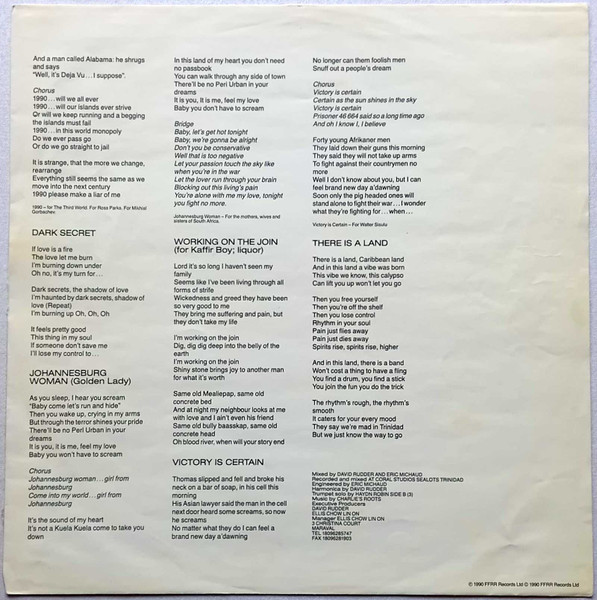 And a man called Alabama: he shrugs
and says
"Well, it's Deja Vu...I suppose".
Chorus
1990...will we all ever
1990...will our islands ever strive
Or will we keep running and a begging
the islands must fail
1990...in this world monopoly
Do we ever pass go
Or do we go straight to jail
It is strange, that the more we change,
rearrange
Everything still seems the same as we
move into the next century
1990 please make a liar of me
1990 – for The Third World. For Rosa Parks. For Michial
Gorbachev.
DARK SECRET
If love is a fire
The love let me burn
I'm burning down under
Oh no, it's my turn for...
Dark secrets, the shadow of love
I'm haunted by dark secrets, shadow of
love (Repeat)
I'm burning up Oh, Oh, Oh
It feels pretty good
This thing in my soul
If someone don't save me
I'll lose my control to...
JOHANNESBURG
WOMAN (Golden Lady)
As you sleep, I hear you scream
"Baby come let's run and hide"
Then you wake up, crying in my arms
But through the terror shines your pride
There'll be no Peri Urban in your
dreams
It is you, it is me, feel my love
Baby you won't have to scream
Chorus
Johannesburg woman...girl from
Johannesburg
Come into my world...girl from
Johannesburg
It's the sound of my heart
It's not a Kuela Kuela come to take you
down
In this land of my heart you don't need
no passbook
You can walk through any side of town
There'll be no Peri Urban in your
dreams
It is you, It is me, feel my love
Baby you don't have to scream
Bridge
Baby, let's get hot tonight
Baby, we're gonna be alright
Don't you be conservative
Well that is too negative
Let your passion touch the sky like
when you're in the war
Let the lover run through your brain
Blocking out this living's pain
You're alone with me my love, tonight
you fight no more.
Johannesburg Woman – For the mothers, wives and
sisters of South Africa.
WORKING ON THE JOIN
(for Kaffir Boy; liquor)
Lord it's so long I haven't seen my
family
Seems like I've been living through all
forms of strife
Wickedness and greed they have been
so very good to me
They bring me suffering and pain, but
they don't take my life
I'm working on the join
Dig, dig, dig deep into the belly of the
earth
I'm working on the join
Shiny stone brings joy to another man
for what it's worth
Same old Mealiepap, same old
concrete bed
And at night my neighbour looks at me
with love and I ain't even his friend
Same old bully basskap, same old
concrete head
Oh blood river, when will your story end
VICTORY IS CERTAIN
Thomas slipped and fell and broke his
neck on a bar of soap, in his cell this
morning
His Asian lawyer said the man in the cell
next door heard some screams, so now
he screams
No matter what they do I can feel a
brand new day a'dawning
No longer can them foolish men
Snuff out a people's dream
Chorus
Victory is certain
Certain as the sun shines in the sky
Victory is certain
Prisoner 46 664 said so a long time ago
And oh I know I, I believe
Forty young Afrikaner men
They laid down their guns this morning
They said they will not take up arms
To fight against their countrymen no
more
Well I don't know about you, but I can
feel brand new day a'dawning
Soon only the pig headed ones will
stand alone to fight their war...I wonder
what they're fighting for...when...
Victory is Certain – For Walter Sisulu
THERE IS A LAND
There is a land, Caribbean land
And in this land a vibe was born
This vibe we know, this calypso
Can lift you up won't let you go
Then you free yourself
Then you're off the shelf
Then you lose control
Rhythm in your soul
Pain just flies away
Pain just dies away
Spirits rise, spirits rise, higher
And in this land, there is a band
Won't cost a thing to have a fling
You find a drum, you find a stick
You join the fun you do the trick
The rhythm's rough, the rhythm's
smooth
It caters for your every mood
They say we're mad in Trinidad
But we just know the way to go
Mixed by DAVID RUDDER AND ERIC MICHAUD
Recorded and mixed AT CORAL STUDIOS SEALOTS TRINIDAD
Engineered by ERIC MICHAUD
Harmonica by DAVID RUDDER
Trumpet solo by HAYDN ROBIN SIDE B (3)
Music by CHARLIE'S ROOTS
Executive Producers
DAVID RUDDER
ELLIS CHOW LIN ON
Manager ELLIS CHOW LIN ON
3 CHRISTINA COURT
MARAVAL
TEL 18096285747
FAX 18096281903
℗ 1990 FFRR Records Ltd © 1990 FFRR Records Ltd